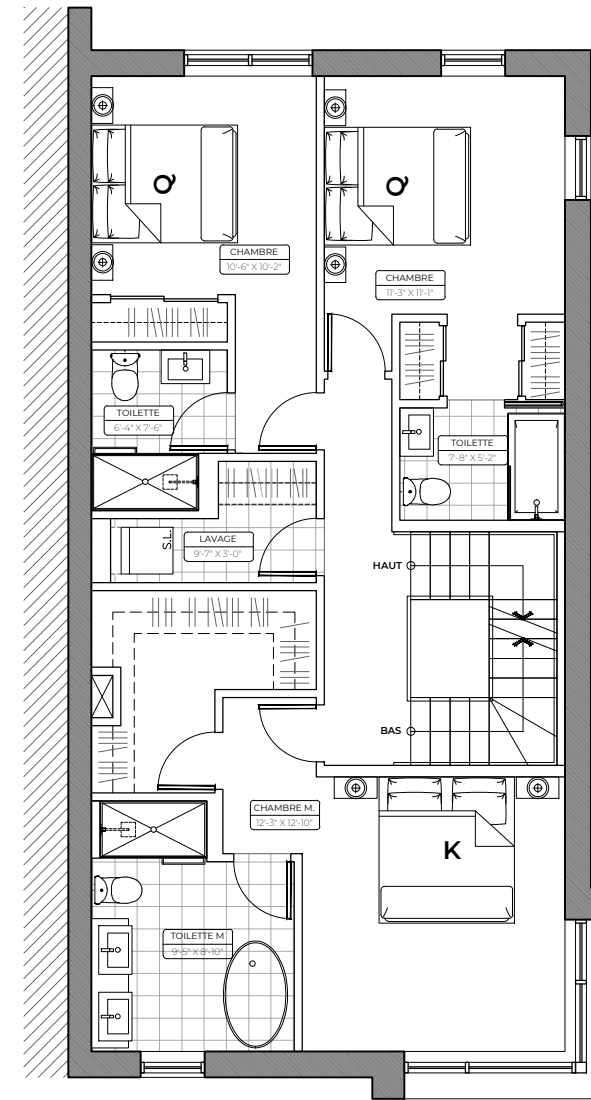 Q
Q
CHAMBRE
10'-6" X 10'-2"
CHAMBRE
11'-3" X 11'-1"
TOILETTE
6'-4" X 7'-6"
TOILETTE
7'-8" X 5'-2"
S.L.
LAVAGE
9'-7" X 3'-0"
HAUT
BAS
CHAMBRE M.
12'-3" X 12'-10"
K
TOILETTE M
9'-5" X 8'-10"